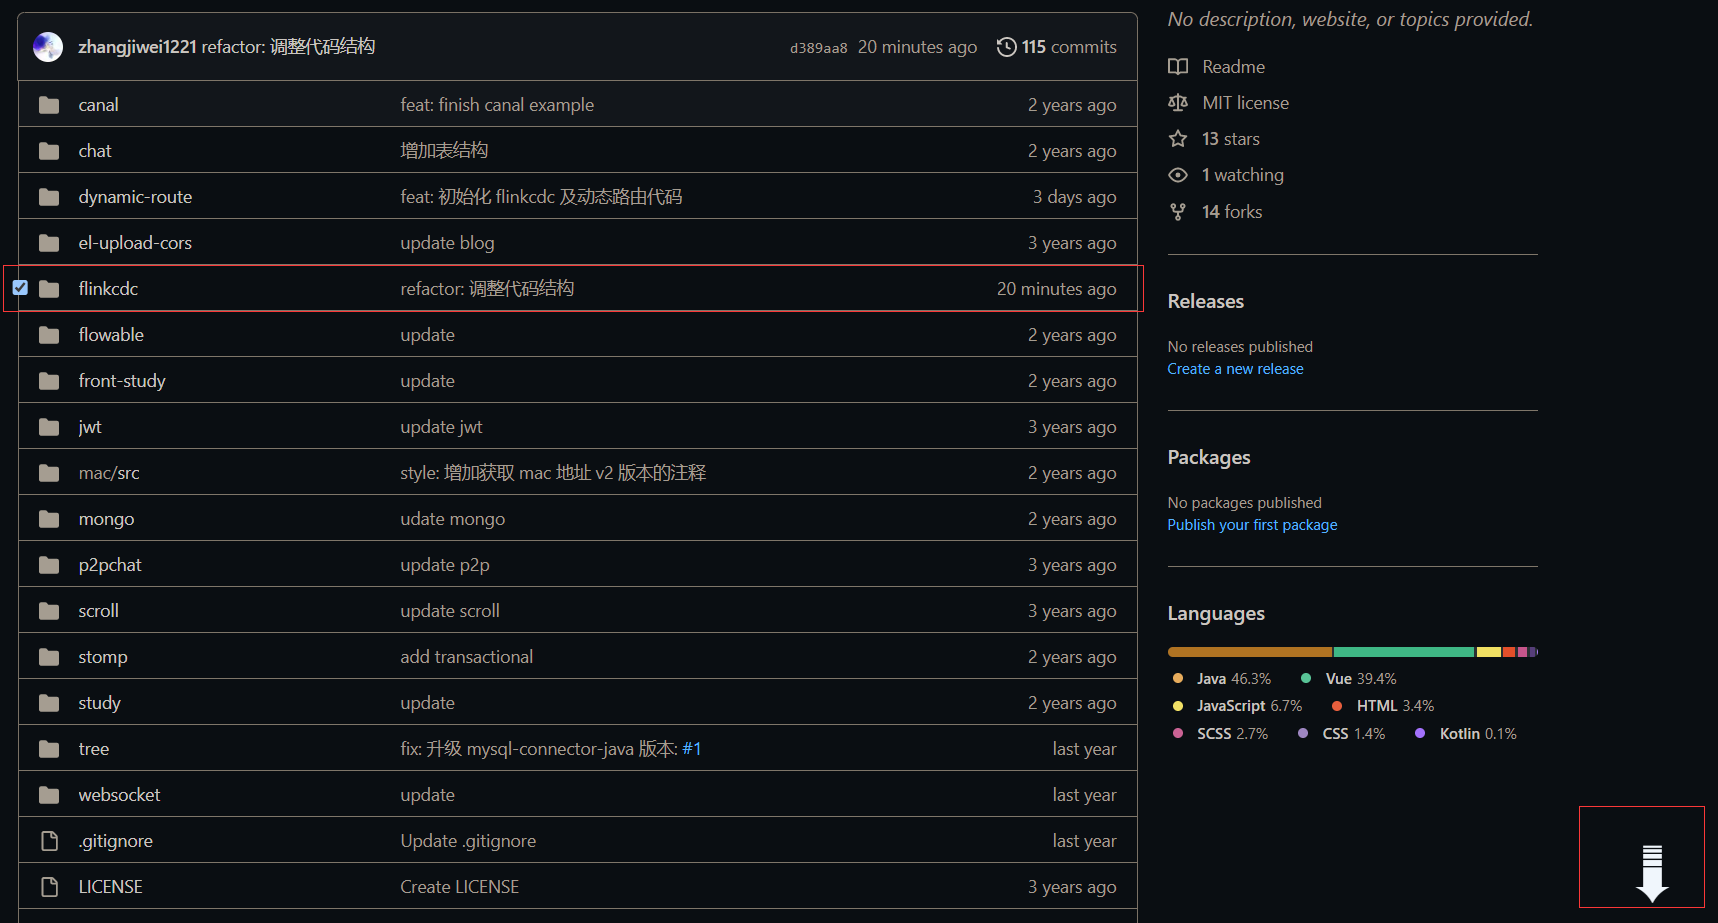 zhangjiwei1221 refactor: 调整代码结构 d389aa8 20 minutes ago 115 commits
canal feat: finish canal example 2 years ago
chat 增加表结构 2 years ago
dynamic-route feat: 初始化 flinkcdc 及动态路由代码 3 days ago
el-upload-cors update blog 3 years ago
flinkcdc refactor: 调整代码结构 20 minutes ago
flowable update 2 years ago
front-study update 2 years ago
jwt update jwt 3 years ago
mac/src style: 增加获取 mac 地址 v2 版本的注释 2 years ago
mongo udate mongo 2 years ago
p2pchat update p2p 3 years ago
scroll update scroll 3 years ago
stomp add transactional 2 years ago
study update 2 years ago
tree fix: 升级 mysql-connector-java 版本: #1 last year
websocket update last year
.gitignore Update .gitignore last year
LICENSE Create LICENSE 3 years ago
No description, website, or topics provided.
Readme
MIT license
13 stars
1 watching
14 forks
Releases
No releases published
Create a new release
Packages
No packages published
Publish your first package
Languages
Java 46.3% Vue 39.4%
JavaScript 6.7% HTML 3.4%
SCSS 2.7% CSS 1.4% Kotlin 0.1%